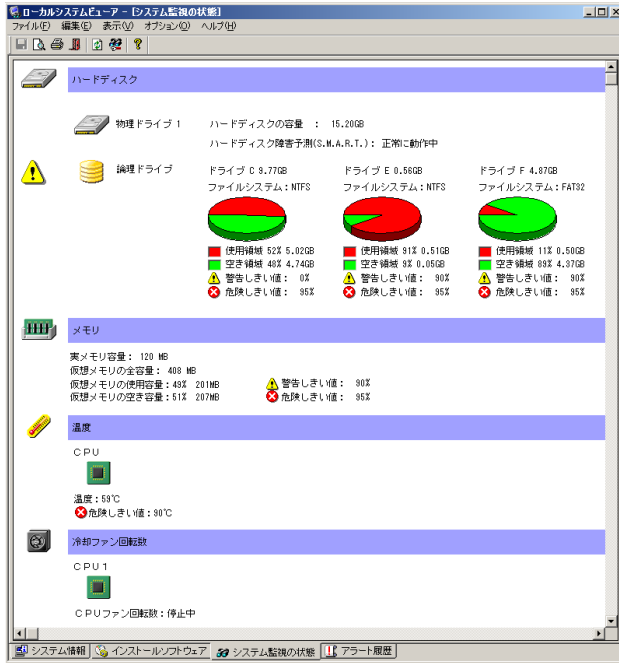 ローカルシステムビューア - [システム監視の状態]
ファイル(F) 編集(E) 表示(V) オプション(O) ヘルプ(H)
ハードディスク
物理ドライブ 1
ハードディスクの容量 : 15.20GB
ハードディスク障害予測(S.M.A.R.T.): 正常に動作中
論理ドライブ
ドライブ C 9.77GB
ファイルシステム:NTFS
使用領域 52% 5.02GB
空き領域 48% 4.74GB
警告しきい値: 0%
危険しきい値: 95%
ドライブ E 0.56GB
ファイルシステム:NTFS
使用領域 91% 0.51GB
空き領域 9% 0.05GB
警告しきい値: 90%
危険しきい値: 95%
ドライブ F 4.87GB
ファイルシステム:FAT32
使用領域 11% 0.50GB
空き領域 89% 4.37GB
警告しきい値: 90%
危険しきい値: 95%
メモリ
実メモリ容量: 120 MB
仮想メモリの全容量: 408 MB
仮想メモリの使用容量:49% 201MB
仮想メモリの空き容量:51% 207MB
警告しきい値: 90%
危険しきい値: 95%
温度
CPU
温度:59℃
危険しきい値:90℃
冷却ファン回転数
CPU1
CPUファン回転数:停止中
システム情報 インストールソフトウェア システム監視の状態 アラート履歴